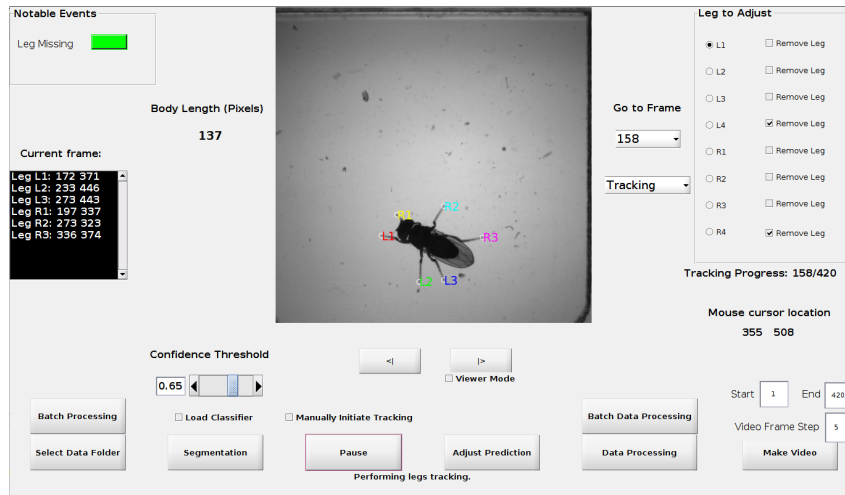 Notable Events
Leg Missing
Body Length (Pixels)
137
Current frame:
Leg L1: 172 371
Leg L2: 233 446
Leg L3: 273 443
Leg R1: 197 337
Leg R2: 273 323
Leg R3: 336 374
R1
R2
L1
R3
L2
L3
Go to Frame
158
Tracking
Leg to Adjust
L1 Remove Leg
L2 Remove Leg
L3 Remove Leg
L4 Remove Leg
R1 Remove Leg
R2 Remove Leg
R3 Remove Leg
R4 Remove Leg
Tracking Progress: 158/420
Mouse cursor location
355 508
Confidence Threshold
0.65
<|
|>
Viewer Mode
Start 1 End 420
Batch Processing
Load Classifier
Manually Initiate Tracking
Batch Data Processing
Video Frame Step 5
Select Data Folder
Segmentation
Pause
Adjust Prediction
Data Processing
Make Video
Performing legs tracking.